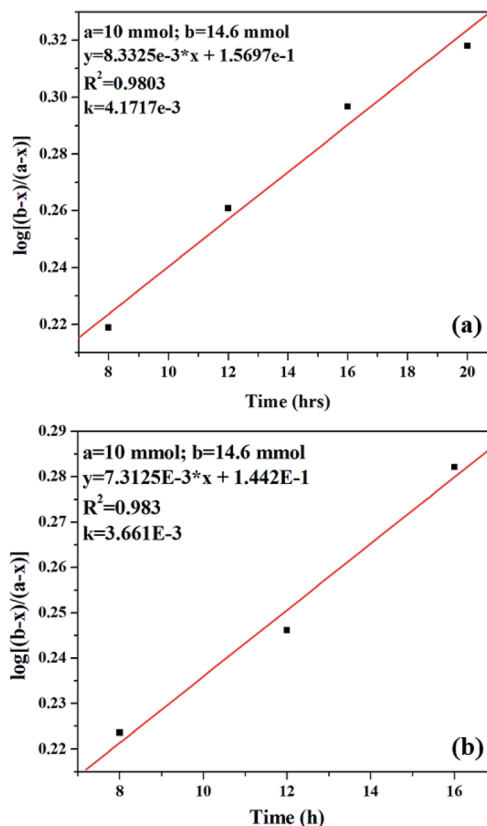 a=10 mmol; b=14.6 mmol
y=8.3325e-3*x + 1.5697e-1
R²=0.9803
k=4.1717e-3
log[(b-x)/(a-x)]
0.32
0.30
0.26
0.24
0.22
8
10
12
14
16
18
20
(a)
Time (hrs)
a=10 mmol; b=14.6 mmol
y=7.3125E-3*x + 1.442E-1
R²=0.983
k=3.661E-3
log[(b-x)/(a-x)]
0.29
0.28
0.27
0.26
0.25
0.24
0.23
0.22
8
10
12
14
16
(b)
Time (h)